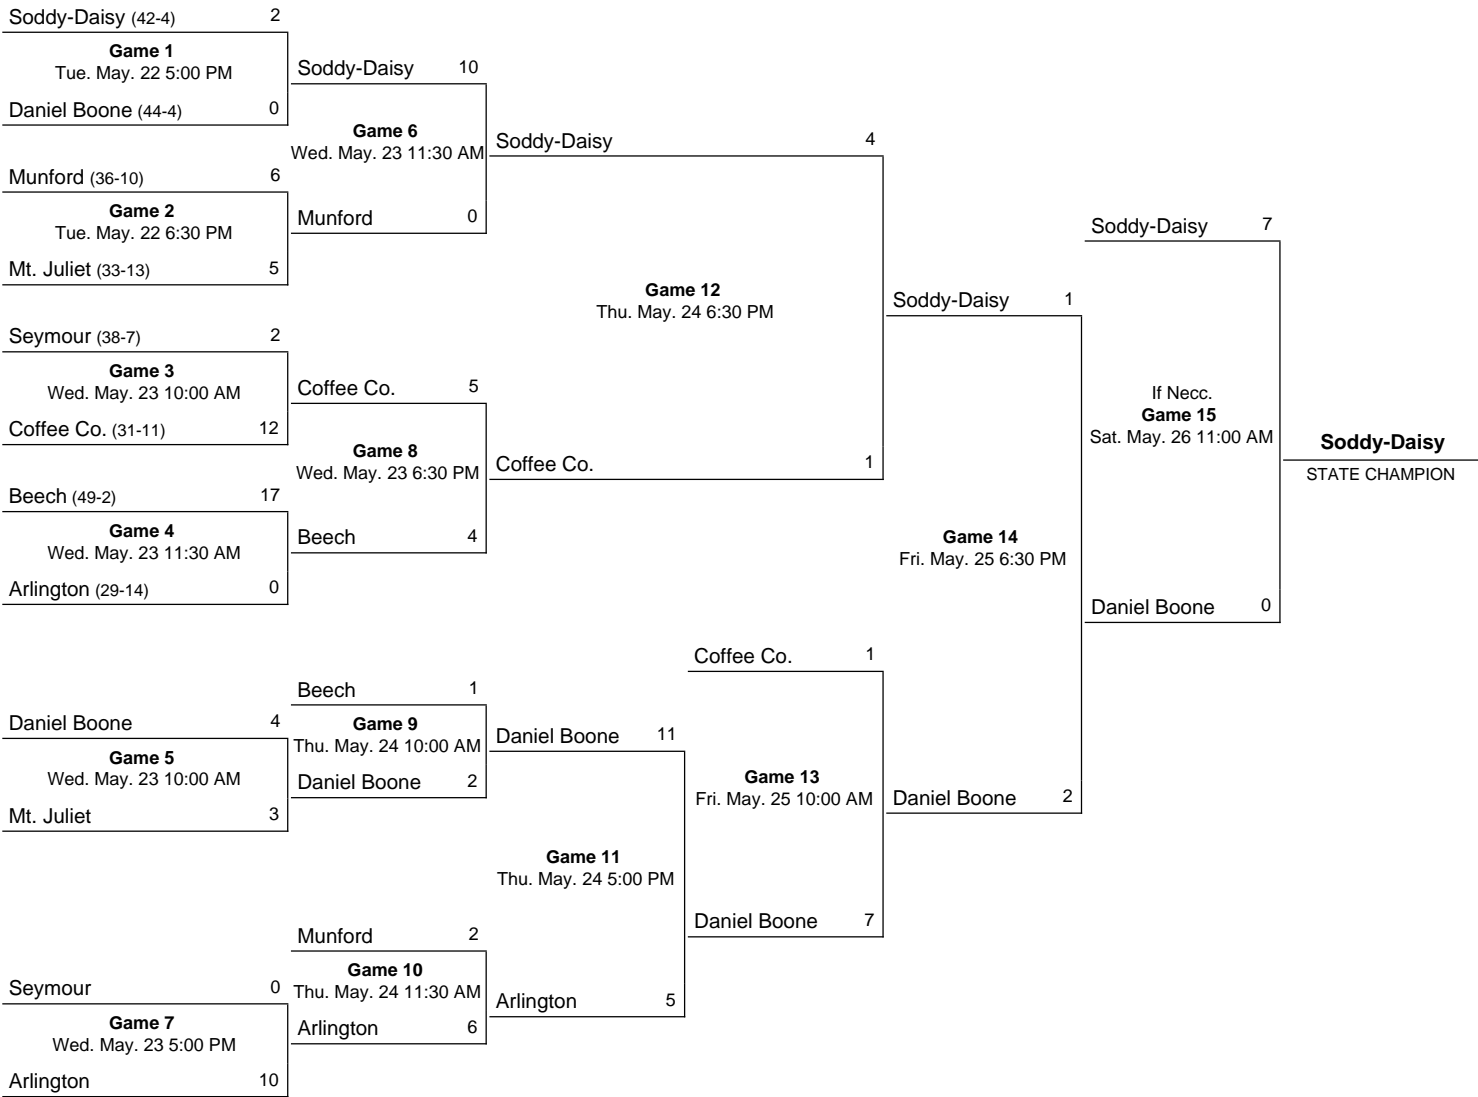 Soddy-Daisy (42-4) 2
Game 1
Tue. May. 22 5:00 PM
Daniel Boone (44-4) 0
Munford (36-10) 6
Game 2
Tue. May. 22 6:30 PM
Mt. Juliet (33-13) 5
Seymour (38-7) 2
Game 3
Wed. May. 23 10:00 AM
Coffee Co. (31-11) 12
Beech (49-2) 17
Game 4
Wed. May. 23 11:30 AM
Arlington (29-14) 0
Daniel Boone 4
Game 5
Wed. May. 23 10:00 AM
Mt. Juliet 3
Seymour 0
Game 7
Wed. May. 23 5:00 PM
Arlington 10
Soddy-Daisy 10
Game 6
Wed. May. 23 11:30 AM
Munford 0
Coffee Co. 5
Game 8
Wed. May. 23 6:30 PM
Beech 4
Beech 1
Game 9
Thu. May. 24 10:00 AM
Daniel Boone 2
Munford 2
Game 10
Thu. May. 24 11:30 AM
Arlington 6
Soddy-Daisy 4
Game 12
Thu. May. 24 6:30 PM
Coffee Co. 1
Daniel Boone 11
Game 11
Thu. May. 24 5:00 PM
Arlington 5
Coffee Co. 1
Game 13
Fri. May. 25 10:00 AM
Daniel Boone 7
Soddy-Daisy 1
Game 14
Fri. May. 25 6:30 PM
Daniel Boone 2
Soddy-Daisy 7
If Necc.
Game 15
Sat. May. 26 11:00 AM
Daniel Boone 0
Soddy-Daisy
STATE CHAMPION